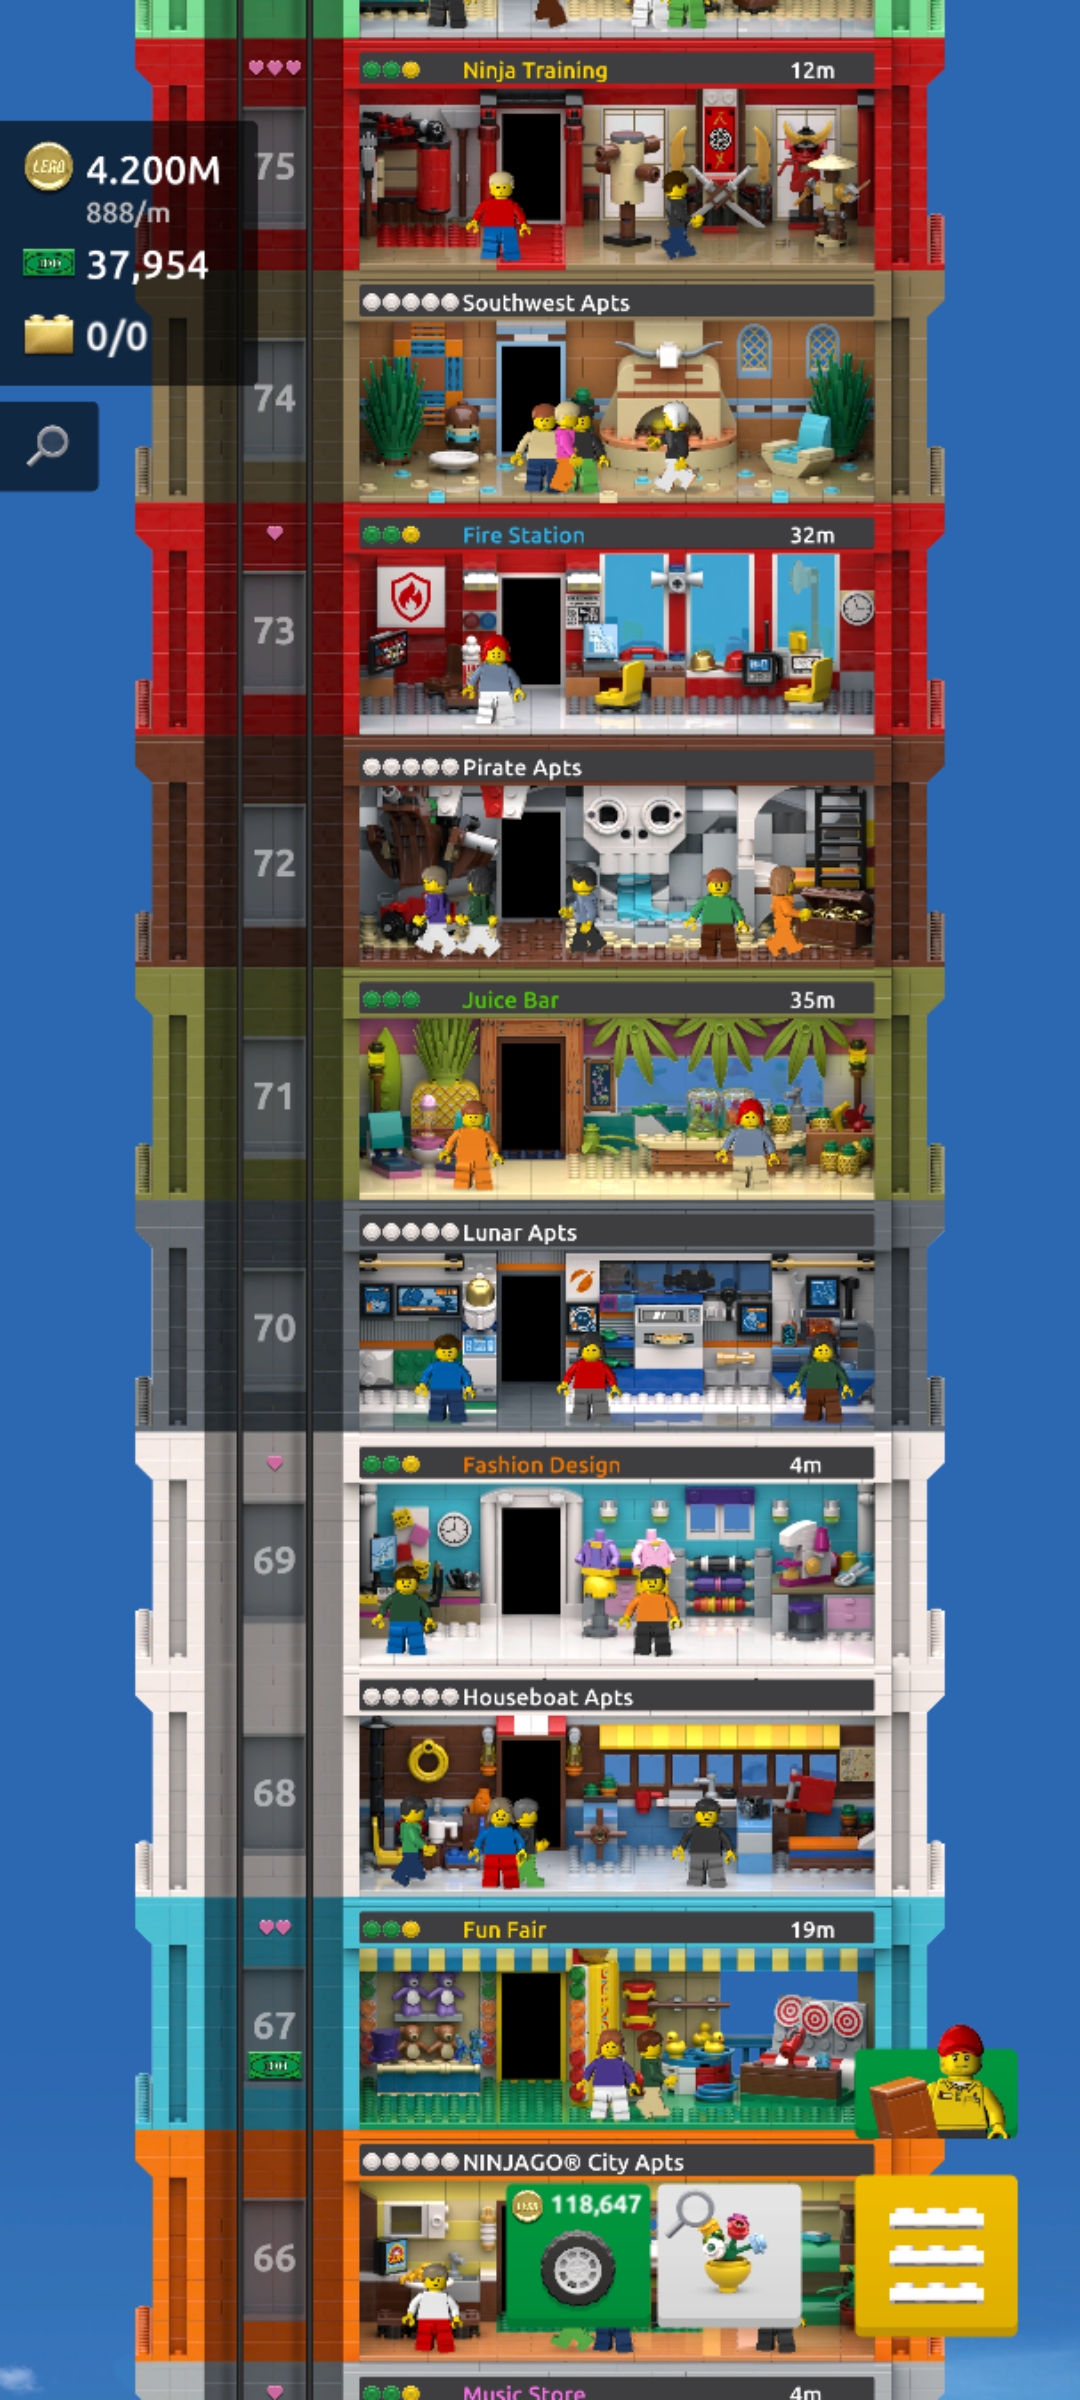 Ninja Training 12m
75
LEGO 4.200M
888/m
37,954
0/0
Southwest Apts
74
Fire Station 32m
73
Pirate Apts
72
Juice Bar 35m
71
Lunar Apts
70
Fashion Design 4m
69
Houseboat Apts
68
Fun Fair 19m
67
NINJAGO® City Apts
118,647
66
Music Store 4m